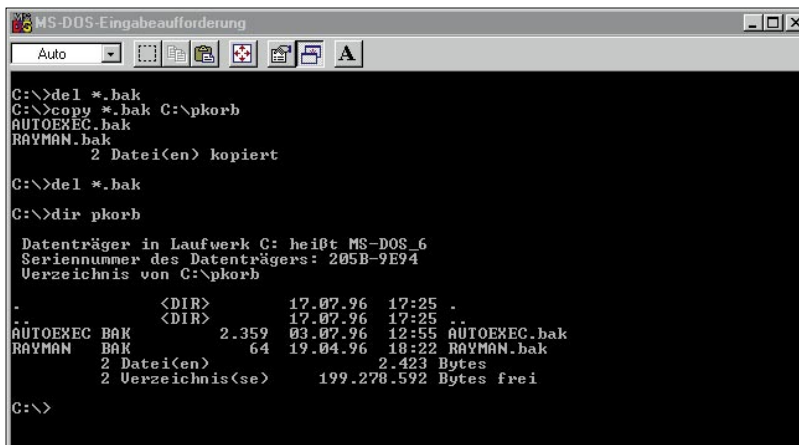 MS-DOS-Eingabeaufforderung
Auto
A
C:\>del *.bak
C:\>copy *.bak C:\pkorb
AUTOEXEC.bak
RAYMAN.bak
        2 Datei(en) kopiert
C:\>del *.bak
C:\>dir pkorb
 Datenträger in Laufwerk C: heißt MS-DOS_6
 Seriennummer des Datenträgers: 205B-9E94
 Verzeichnis von C:\pkorb
.              <DIR>        17.07.96  17:25 .
..             <DIR>        17.07.96  17:25 ..
AUTOEXEC BAK         2.359  03.07.96  12:55 AUTOEXEC.bak
RAYMAN   BAK            64  19.04.96  18:22 RAYMAN.bak
        2 Datei(en)                 2.423 Bytes
        2 Verzeichnis(se)     199.278.592 Bytes frei
C:\>